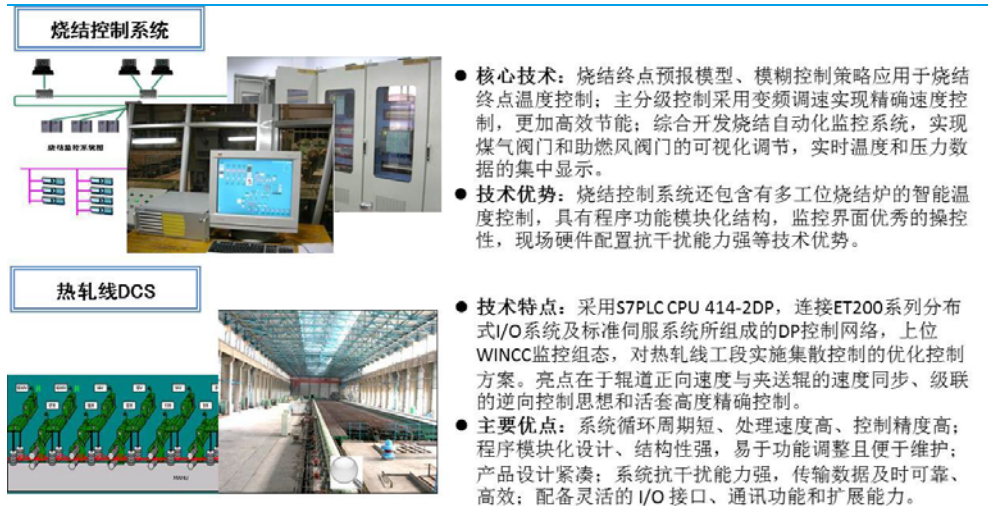 烧结控制系统
烧结监控系统图
● 核心技术：烧结终点预报模型、模糊控制策略应用于烧结
终点温度控制；主分级控制采用变频调速实现精确速度控
制，更加高效节能；综合开发烧结自动化监控系统，实现
煤气阀门和助燃风阀门的可视化调节，实时温度和压力数
据的集中显示。
● 技术优势：烧结控制系统还包含有多工位烧结炉的智能温
度控制，具有程序功能模块化结构，监控界面优秀的操控
性，现场硬件配置抗干扰能力强等技术优势。
热轧线DCS
● 技术特点：采用S7PLC CPU 414-2DP，连接ET200系列分布
式I/O系统及标准伺服系统所组成的DP控制网络，上位
WINCC监控组态，对热轧线工段实施集散控制的优化控制
方案。亮点在于辊道正向速度与夹送辊的速度同步、级联
的逆向控制思想和活套高度精确控制。
● 主要优点：系统循环周期短、处理速度高、控制精度高；
程序模块化设计、结构性强，易于功能调整且便于维护；
产品设计紧凑；系统抗干扰能力强，传输数据及时可靠、
高效；配备灵活的 I/O 接口、通讯功能和扩展能力。